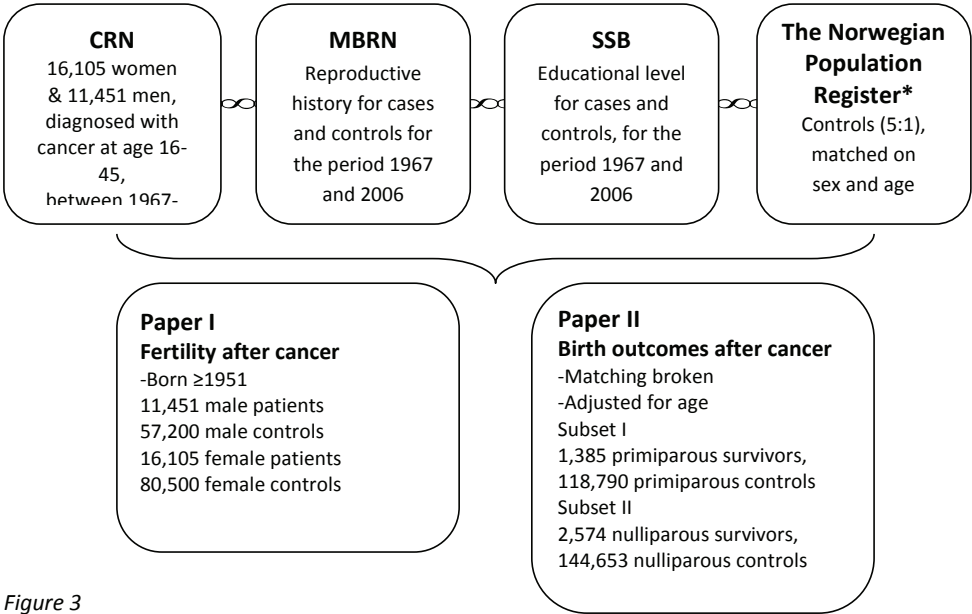 CRN
16,105 women
& 11,451 men,
diagnosed with
cancer at age 16-
45,
between 1967-
MBRN
Reproductive
history for cases
and controls for
the period 1967
and 2006
SSB
Educational level
for cases and
controls, for the
period 1967 and
2006
The Norwegian
Population
Register*
Controls (5:1),
matched on
sex and age
Paper I
Fertility after cancer
-Born ≥1951
11,451 male patients
57,200 male controls
16,105 female patients
80,500 female controls
Paper II
Birth outcomes after cancer
-Matching broken
-Adjusted for age
Subset I
1,385 primiparous survivors,
118,790 primiparous controls
Subset II
2,574 nulliparous survivors,
144,653 nulliparous controls
Figure 3